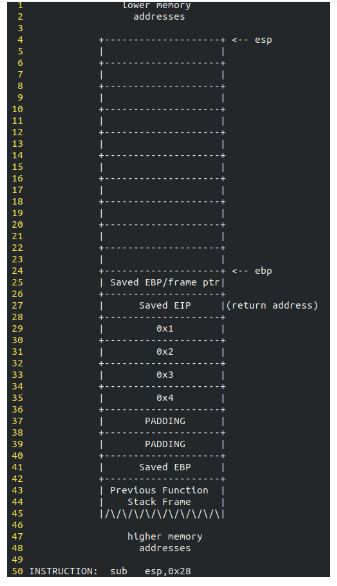 1 lower memory
2 addresses
3
4 +--------------------+ <-- esp
5 | |
6 +--------------------+
7 | |
8 +--------------------+
9 | |
10 +--------------------+
11 | |
12 +--------------------+
13 | |
14 +--------------------+
15 | |
16 +--------------------+
17 | |
18 +--------------------+
19 | |
20 +--------------------+
21 | |
22 +--------------------+
23 | |
24 +--------------------+ <-- ebp
25 | Saved EBP/frame ptr|
26 +--------------------+
27 | Saved EIP |(return address)
28 +--------------------+
29 | 0x1 |
30 +--------------------+
31 | 0x2 |
32 +--------------------+
33 | 0x3 |
34 +--------------------+
35 | 0x4 |
36 +--------------------+
37 | PADDING |
38 +--------------------+
39 | PADDING |
40 +--------------------+
41 | Saved EBP |
42 +--------------------+
43 | Previous Function |
44 | Stack Frame |
45 |/\/\/\/\/\/\/\/\/\/\|
46
47 higher memory
48 addresses
49
50 INSTRUCTION: sub esp,0x28